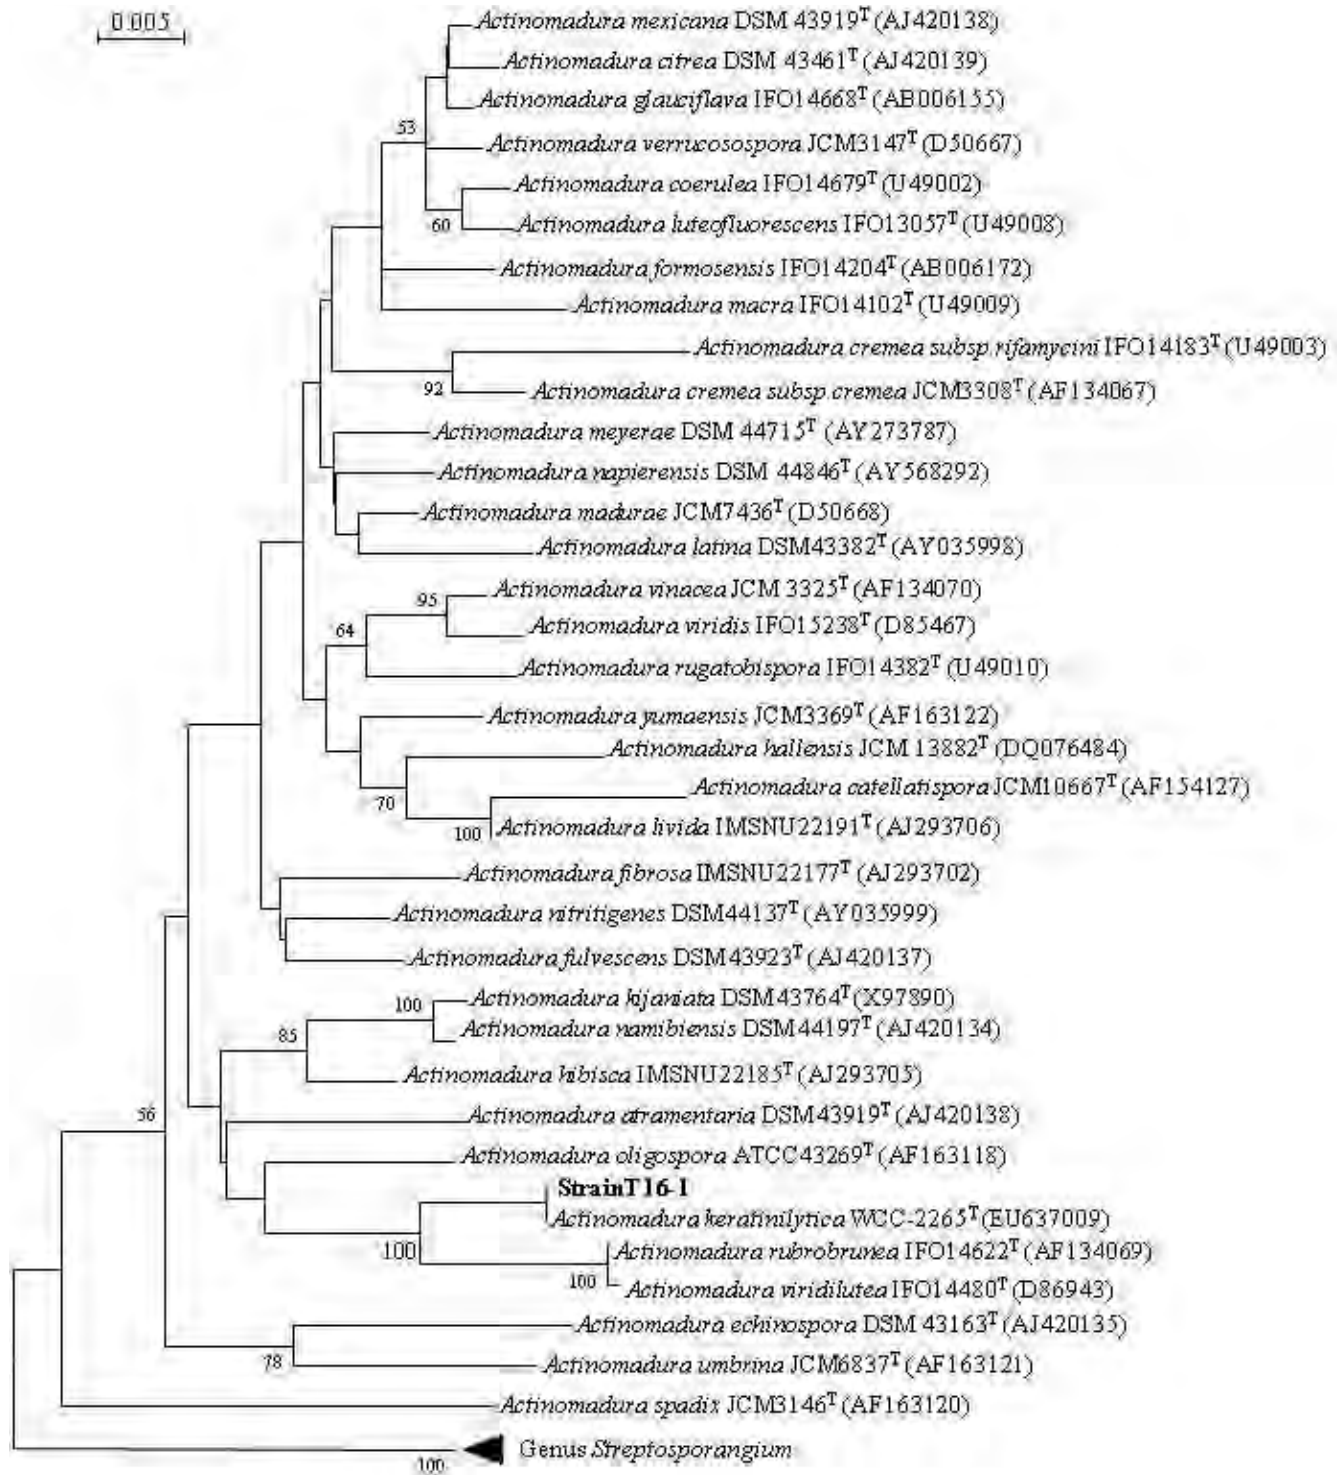 0.005
Actinomadura mexicana DSM 43919T (AJ420138)
Actinomadura citrea DSM 43461T (AJ420139)
Actinomadura glauciflava IFO14668T (AB006155)
53
Actinomadura verrucosospora JCM3147T (D50667)
Actinomadura coerulea IFO14679T (U49002)
60
Actinomadura luteofluorescens IFO13057T (U49008)
Actinomadura formosensis IFO14204T (AB006172)
Actinomadura macra IFO14102T (U49009)
Actinomadura cremea subsp.rifamycini IFO14183T (U49003)
92
Actinomadura cremea subsp.cremea JCM3308T (AF134067)
Actinomadura meyerae DSM 44715T (AY273787)
Actinomadura napierensis DSM 44846T (AY568292)
Actinomadura madurae JCM7436T (D50668)
Actinomadura latina DSM43382T (AY035998)
95
Actinomadura vinacea JCM 3325T (AF134070)
64
Actinomadura viridis IFO15238T (D85467)
Actinomadura rugatobispora IFO14382T (U49010)
Actinomadura yumaensis JCM3369T (AF163122)
Actinomadura hallensis JCM 13882T (DQ076484)
70
Actinomadura catellatispora JCM10667T (AF154127)
100
Actinomadura livida IMSNU22191T (AJ293706)
Actinomadura fibrosa IMSNU22177T (AJ293702)
Actinomadura nitritigenes DSM44137T (AY035999)
Actinomadura fulvescens DSM43923T (AJ420137)
100
Actinomadura kijaniata DSM43764T (X97890)
85
Actinomadura namibiensis DSM44197T (AJ420134)
Actinomadura hibisca IMSNU22185T (AJ293705)
56
Actinomadura atramentaria DSM43919T (AJ420138)
Actinomadura oligospora ATCC43269T (AF163118)
StrainT16-1
Actinomadura keratinilytica WCC-2265T (EU637009)
100
Actinomadura rubrobrunea IFO14622T (AF134069)
100
Actinomadura viridilutea IFO14480T (D86943)
Actinomadura echinospora DSM 43163T (AJ420135)
78
Actinomadura umbrina JCM6837T (AF163121)
Actinomadura spadix JCM3146T (AF163120)
Genus Streptosporangium
100